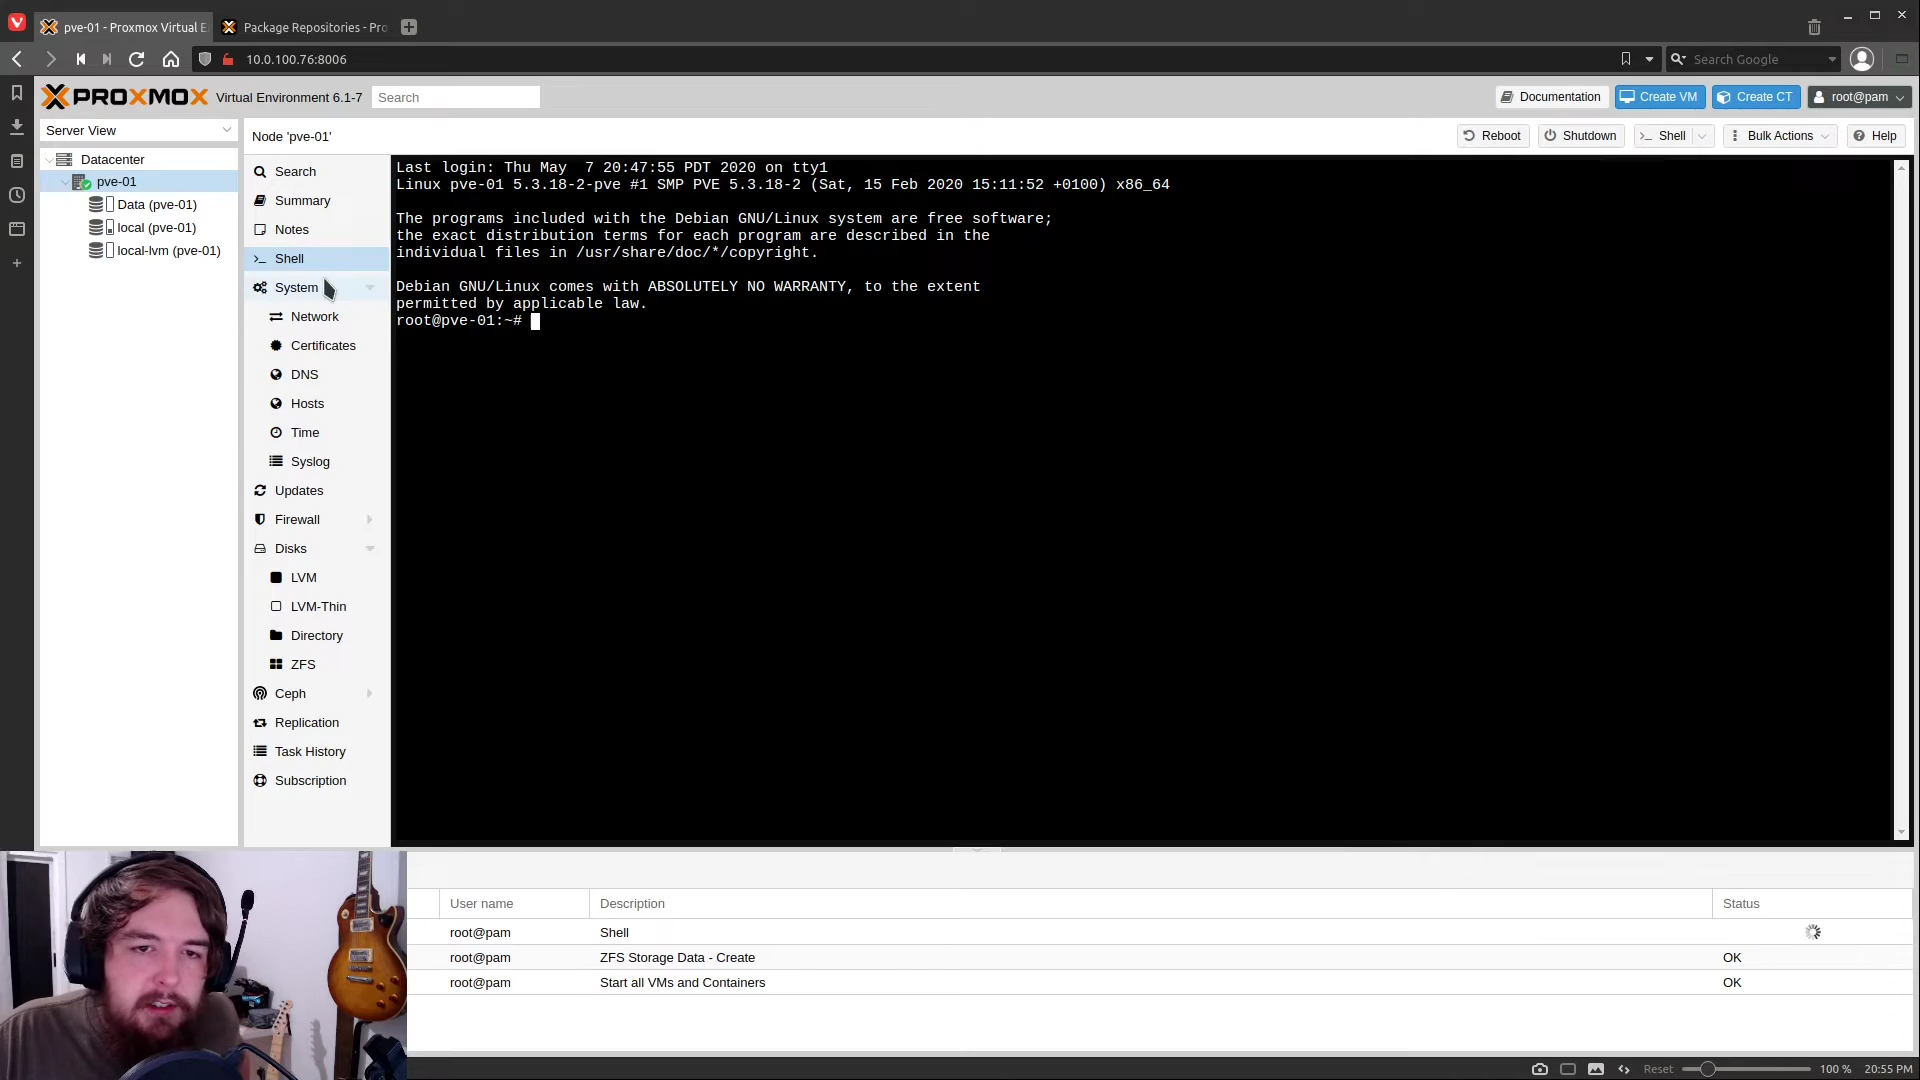 pve-01 - Proxmox Virtual E
Package Repositories - Pro
10.0.100.76:8006
Search Google
PROXMOX
Virtual Environment 6.1-7
Search
Documentation
Create VM
Create CT
root@pam
Server View
Node 'pve-01'
Reboot
Shutdown
Shell
Bulk Actions
Help
Datacenter
pve-01
Data (pve-01)
local (pve-01)
local-lvm (pve-01)
Search
Summary
Notes
Shell
System
Network
Certificates
DNS
Hosts
Time
Syslog
Updates
Firewall
Disks
LVM
LVM-Thin
Directory
ZFS
Ceph
Replication
Task History
Subscription
Last login: Thu May  7 20:47:55 PDT 2020 on tty1
Linux pve-01 5.3.18-2-pve #1 SMP PVE 5.3.18-2 (Sat, 15 Feb 2020 15:11:52 +0100) x86_64
The programs included with the Debian GNU/Linux system are free software;
the exact distribution terms for each program are described in the
individual files in /usr/share/doc/*/copyright.
Debian GNU/Linux comes with ABSOLUTELY NO WARRANTY, to the extent
permitted by applicable law.
root@pve-01:~#
User name
Description
Status
root@pam
Shell
root@pam
ZFS Storage Data - Create
OK
root@pam
Start all VMs and Containers
OK
Reset
100 %
20:55 PM